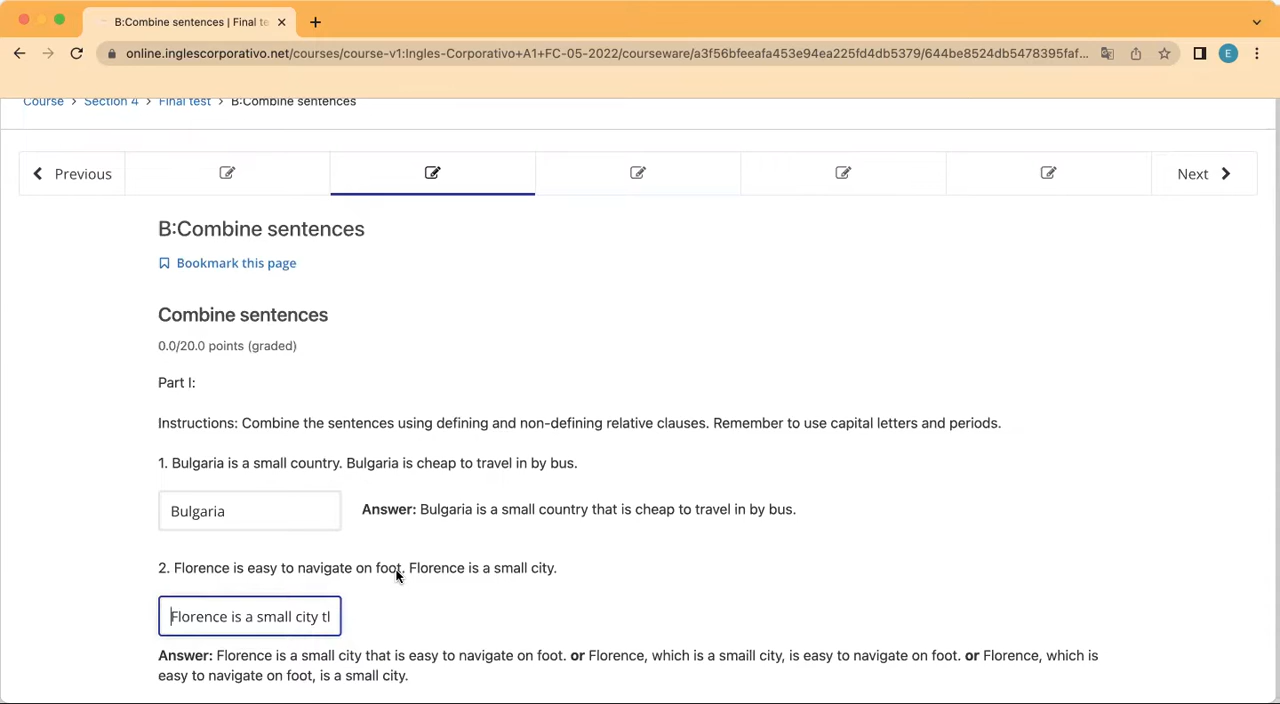 B:Combine sentences | Final te
online.inglescorporativo.net/courses/course-v1:Ingles-Corporativo+A1+FC-05-2022/courseware/a3f56bfeeafa453e94ea225fd4db5379/644be8524db5478395faf...
E
Course > Section 4 > Final test > B:Combine sentences
Previous
Next
B:Combine sentences
Bookmark this page
Combine sentences
0.0/20.0 points (graded)
Part I:
Instructions: Combine the sentences using defining and non-defining relative clauses. Remember to use capital letters and periods.
1. Bulgaria is a small country. Bulgaria is cheap to travel in by bus.
Bulgaria
Answer: Bulgaria is a small country that is cheap to travel in by bus.
2. Florence is easy to navigate on foot. Florence is a small city.
Florence is a small city tl
Answer: Florence is a small city that is easy to navigate on foot. or Florence, which is a smaill city, is easy to navigate on foot. or Florence, which is
easy to navigate on foot, is a small city.